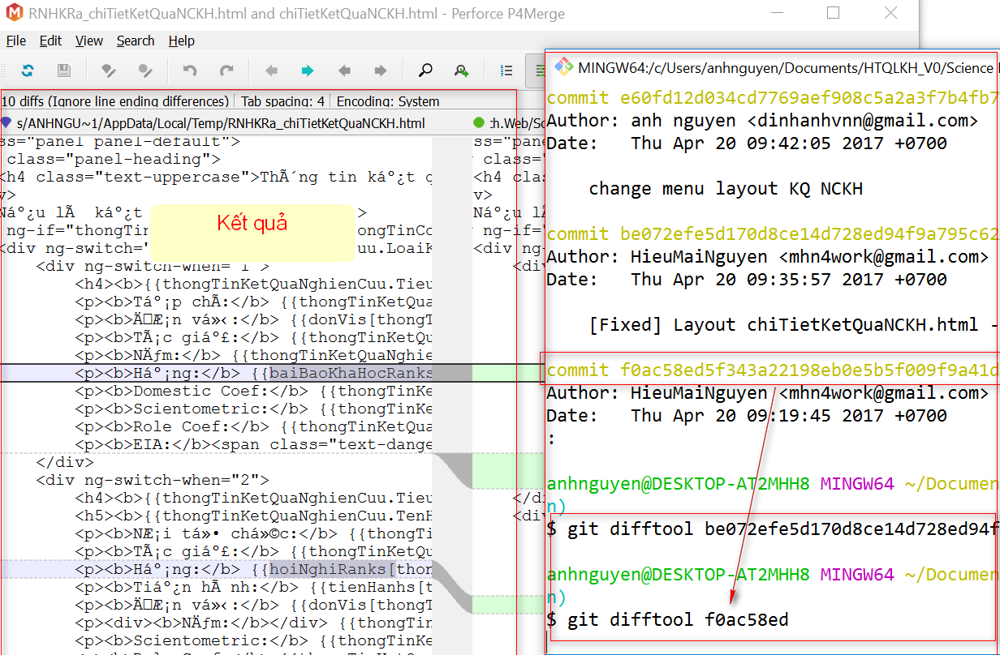 RNHKRa_chiTietKetQuaNCKH.html and chiTietKetQuaNCKH.html - Perforce P4Merge
File Edit View Search Help
10 diffs (Ignore line ending differences) Tab spacing: 4 Encoding: System
s/ANHNGU~1/AppData/Local/Temp/RNHKRa_chiTietKetQuaNCKH.html
ss="panel panel-default">
class="panel-heading">
<h4 class="text-uppercase">ThÃ´ng tin káº¿t q
v>
Náº¿u lÃ  káº¿t >
ng-if="thongTin ongTinCo
<div ng-switch=" uu.LoaiK
<div ng-switch-when="1">
<h4><b>{{thongTinKetQuaNghienCuu.Tieu
<p><b>Táº¡p chÃ­:</b> {{thongTinKetQua
<p><b>Ä□Æ¡n vá»‹:</b> {{donVis[thongT
<p><b>TÃ¡c giáº£:</b> {{thongTinKetQu
<p><b>NÄƒm:</b> {{thongTinKetQuaNghie
<p><b>Háº¡ng:</b> {{baiBaoKhaHocRanks
<p><b>Domestic Coef:</b> {{thongTinKe
<p><b>Scientometric:</b> {{thongTinKe
<p><b>Role Coef:</b> {{thongTinKetQua
<p><b>EIA:</b><span class="text-dange
</div>
<div ng-switch-when="2">
<h4><b>{{thongTinKetQuaNghienCuu.Tieu
<h5><b>{{thongTinKetQuaNghienCuu.TenH
<p><b>NÆ¡i tá»• chá»©c:</b> {{thongTi
<p><b>TÃ¡c giáº£:</b> {{thongTinKetQu
<p><b>Háº¡ng:</b> {{hoiNghiRanks[thon
<p><b>Tiáº¿n hÃ nh:</b> {{tienHanhs[t
<p><b>Ä□Æ¡n vá»‹:</b> {{donVis[thongT
<p><div><b>NÄƒm:</b></div> {{thongTin
<p><b>Scientometric:</b> {{thongTinKe
Kết quả
:h.Web/Sc
ss="pane
class="
<h4 clas
v>
Náº¿u lÃ
ng-if="
<div ng-
<div
</di
<div
MINGW64:/c/Users/anhnguyen/Documents/HTQLKH_V0/Science
commit e60fd12d034cd7769aef908c5a2a3f7b4fb7
Author: anh nguyen <dinhanhvnn@gmail.com>
Date: Thu Apr 20 09:42:05 2017 +0700
change menu layout KQ NCKH
commit be072efe5d170d8ce14d728ed94f9a795c62
Author: HieuMaiNguyen <mhn4work@gmail.com>
Date: Thu Apr 20 09:35:57 2017 +0700
[Fixed] Layout chiTietKetQuaNCKH.html -
commit f0ac58ed5f343a22198eb0e5b5f009f9a41d
Author: HieuMaiNguyen <mhn4work@gmail.com>
Date: Thu Apr 20 09:19:45 2017 +0700
:
anhnguyen@DESKTOP-AT2MHH8 MINGW64 ~/Documen
n)
$ git difftool be072efe5d170d8ce14d728ed94f
anhnguyen@DESKTOP-AT2MHH8 MINGW64 ~/Documen
n)
$ git difftool f0ac58ed